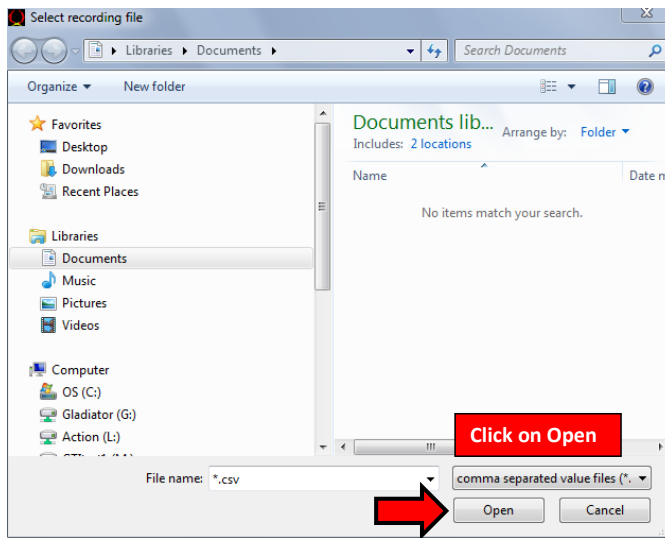 Select recording file
Libraries Documents
Search Documents
Organize New folder
Favorites
Desktop
Downloads
Recent Places
Libraries
Documents
Music
Pictures
Videos
Computer
OS (C:)
Gladiator (G:)
Action (L:)
Documents lib...
Includes: 2 locations
Arrange by: Folder
Name Date m
No items match your search.
Click on Open
File name: *.csv
comma separated value files (*.
Open Cancel